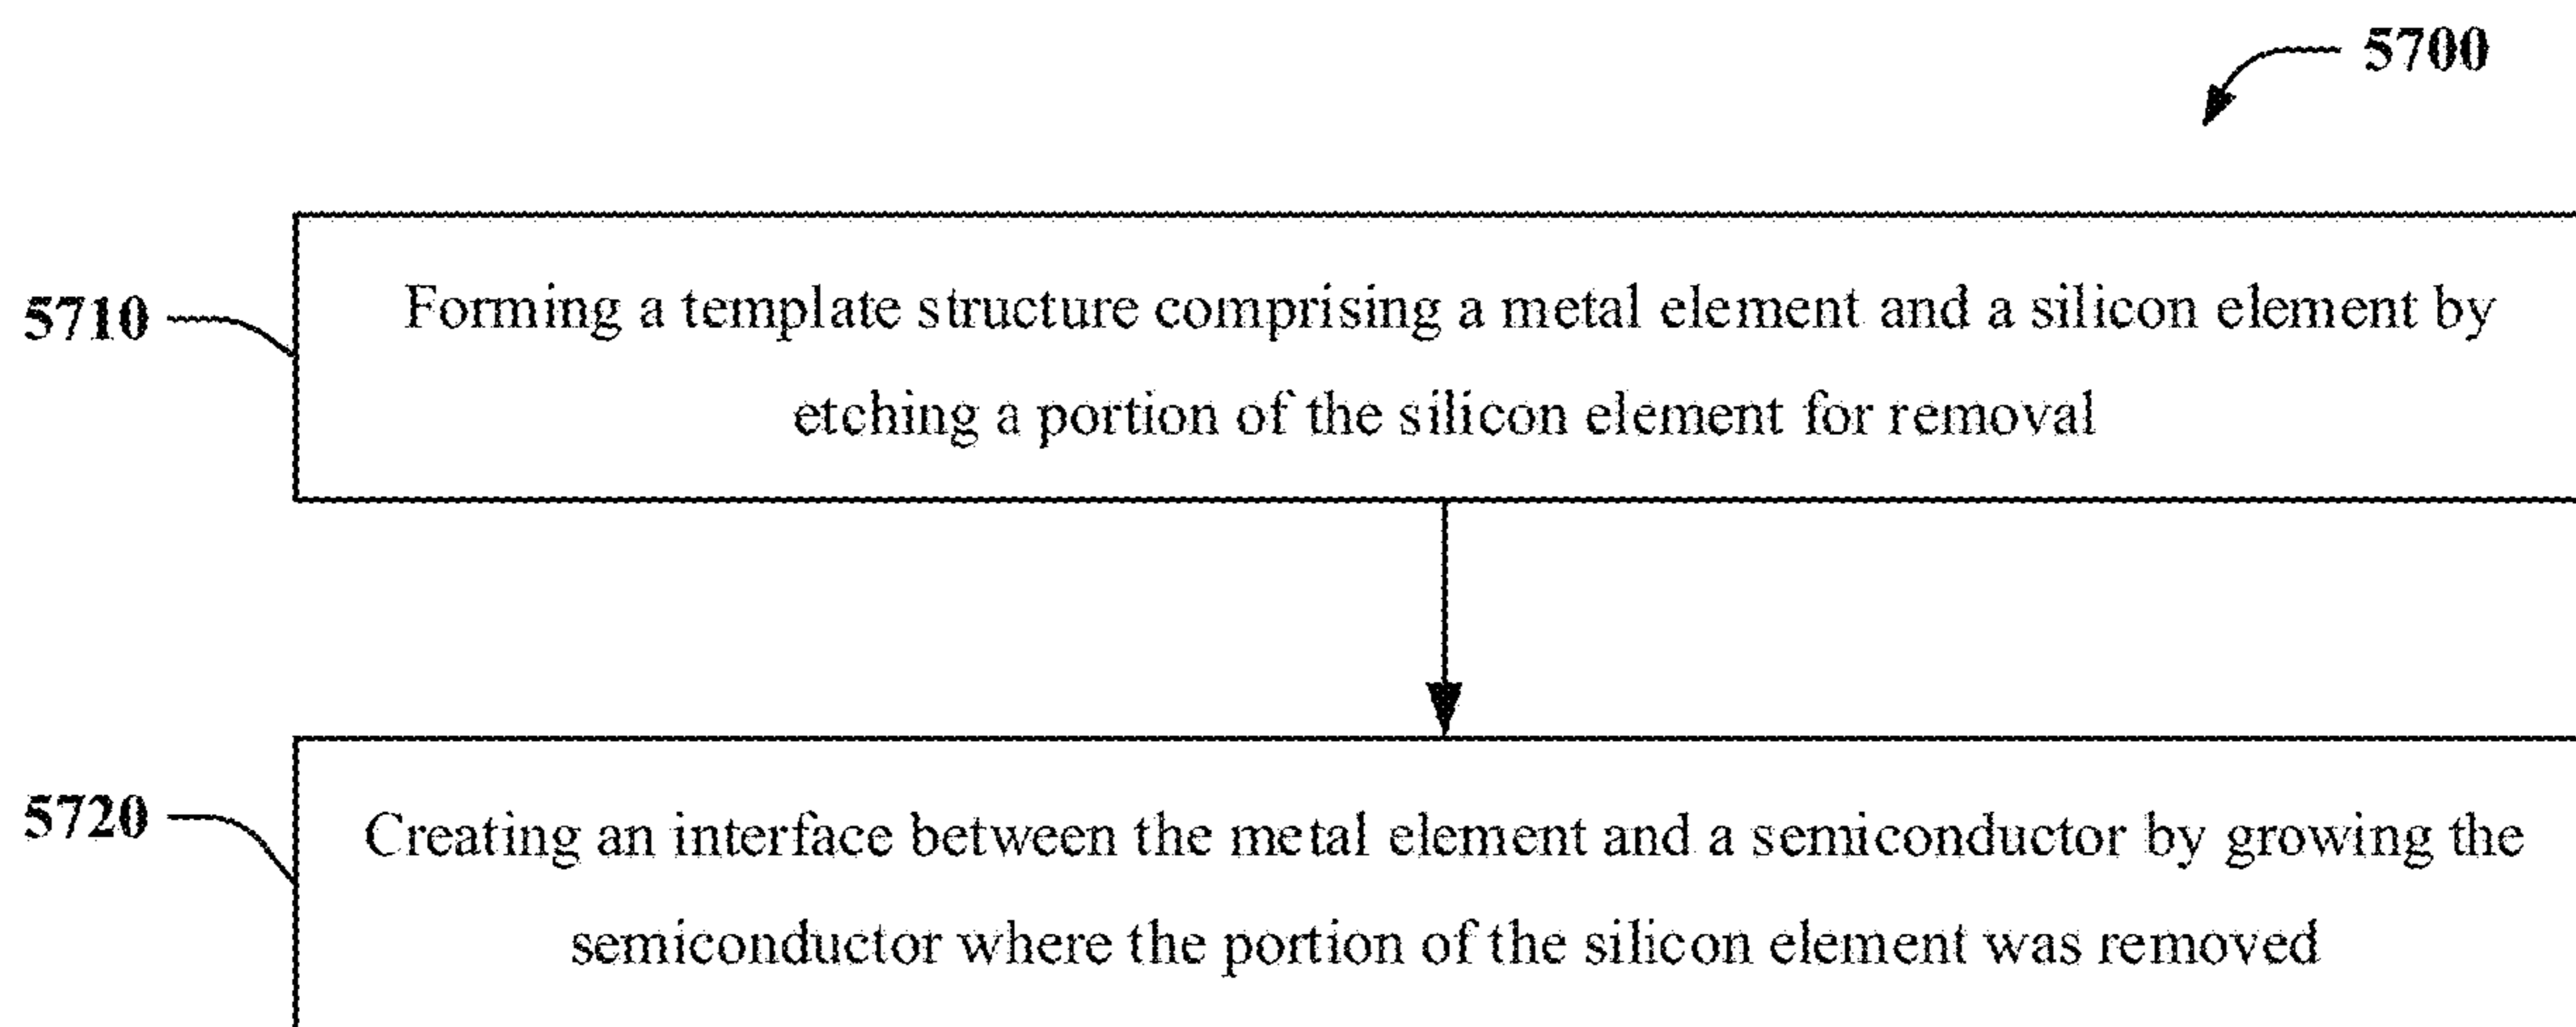 5700
5710
Forming a template structure comprising a metal element and a silicon element by
etching a portion of the silicon element for removal
5720
Creating an interface between the metal element and a semiconductor by growing the
semiconductor where the portion of the silicon element was removed